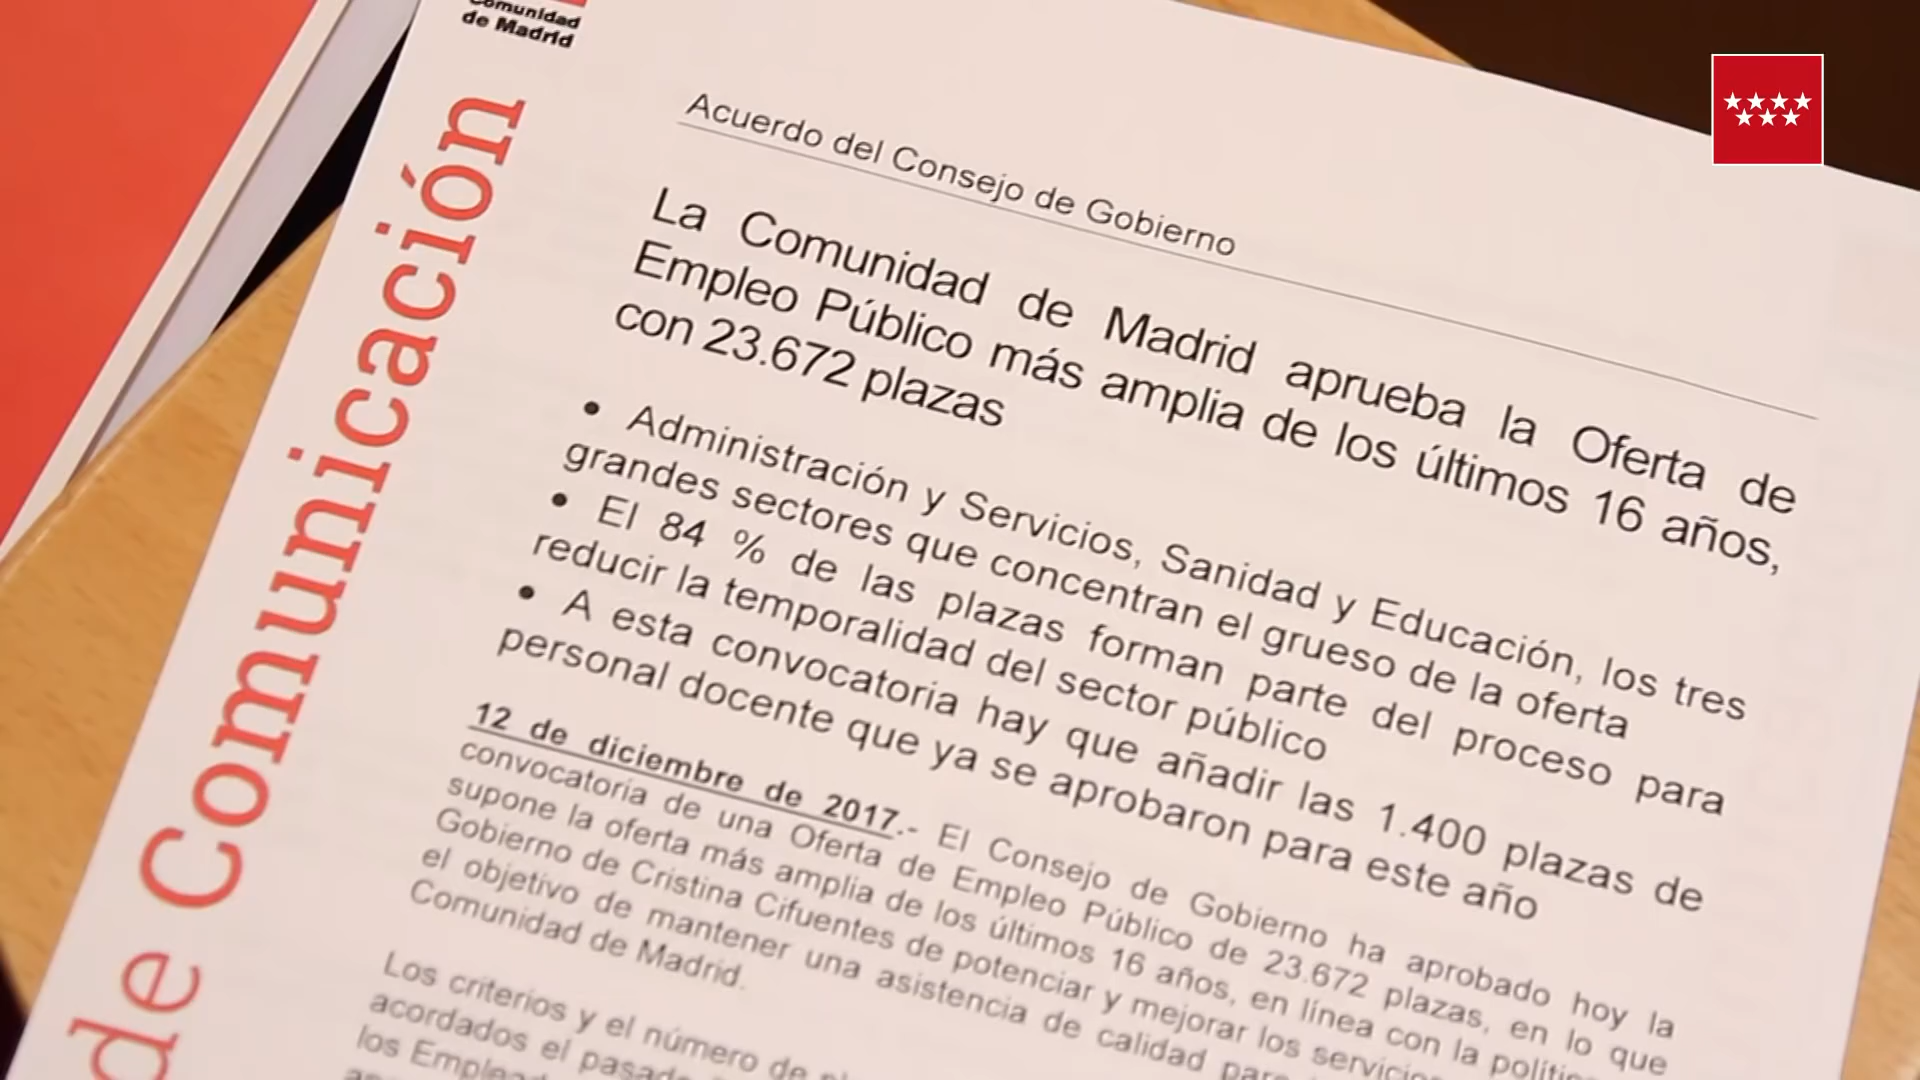 Comunidad
de Madrid
de Comunicación
Acuerdo del Consejo de Gobierno
La Comunidad de Madrid aprueba la Oferta de
Empleo Público más amplia de los últimos 16 años,
con 23.672 plazas
• Administración y Servicios, Sanidad y Educación, los tres
grandes sectores que concentran el grueso de la oferta
• El 84 % de las plazas forman parte del proceso para
reducir la temporalidad del sector público
• A esta convocatoria hay que añadir las 1.400 plazas de
personal docente que ya se aprobaron para este año
12 de diciembre de 2017.- El Consejo de Gobierno ha aprobado hoy la
convocatoria de una Oferta de Empleo Público de 23.672 plazas, en lo que
supone la oferta más amplia de los últimos 16 años, en línea con la
Gobierno de Cristina Cifuentes de potenciar y mejorar los
el objetivo de mantener una asistencia de calidad
Comunidad de Madrid.
Los criterios y el número de
acordados el pasado
los